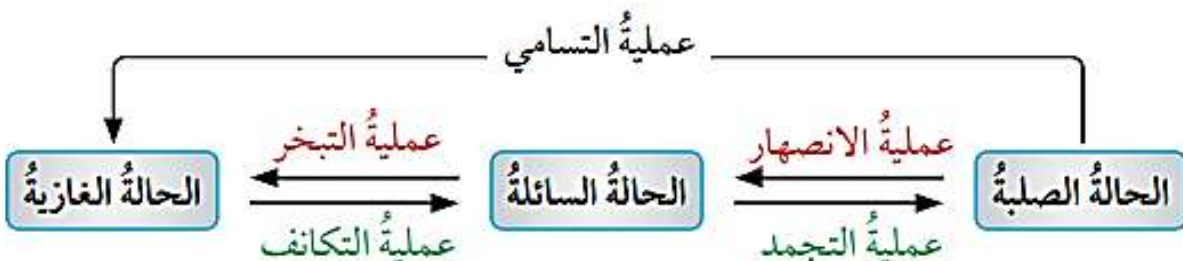 عمليةُ التسامي
عمليةُ الانصهار
عمليةُ التبخر
الحالةُ الصلبةُ
الحالةُ السائلةُ
الحالةُ الغازيةُ
عمليةُ التجمد
عمليةُ التكاثف